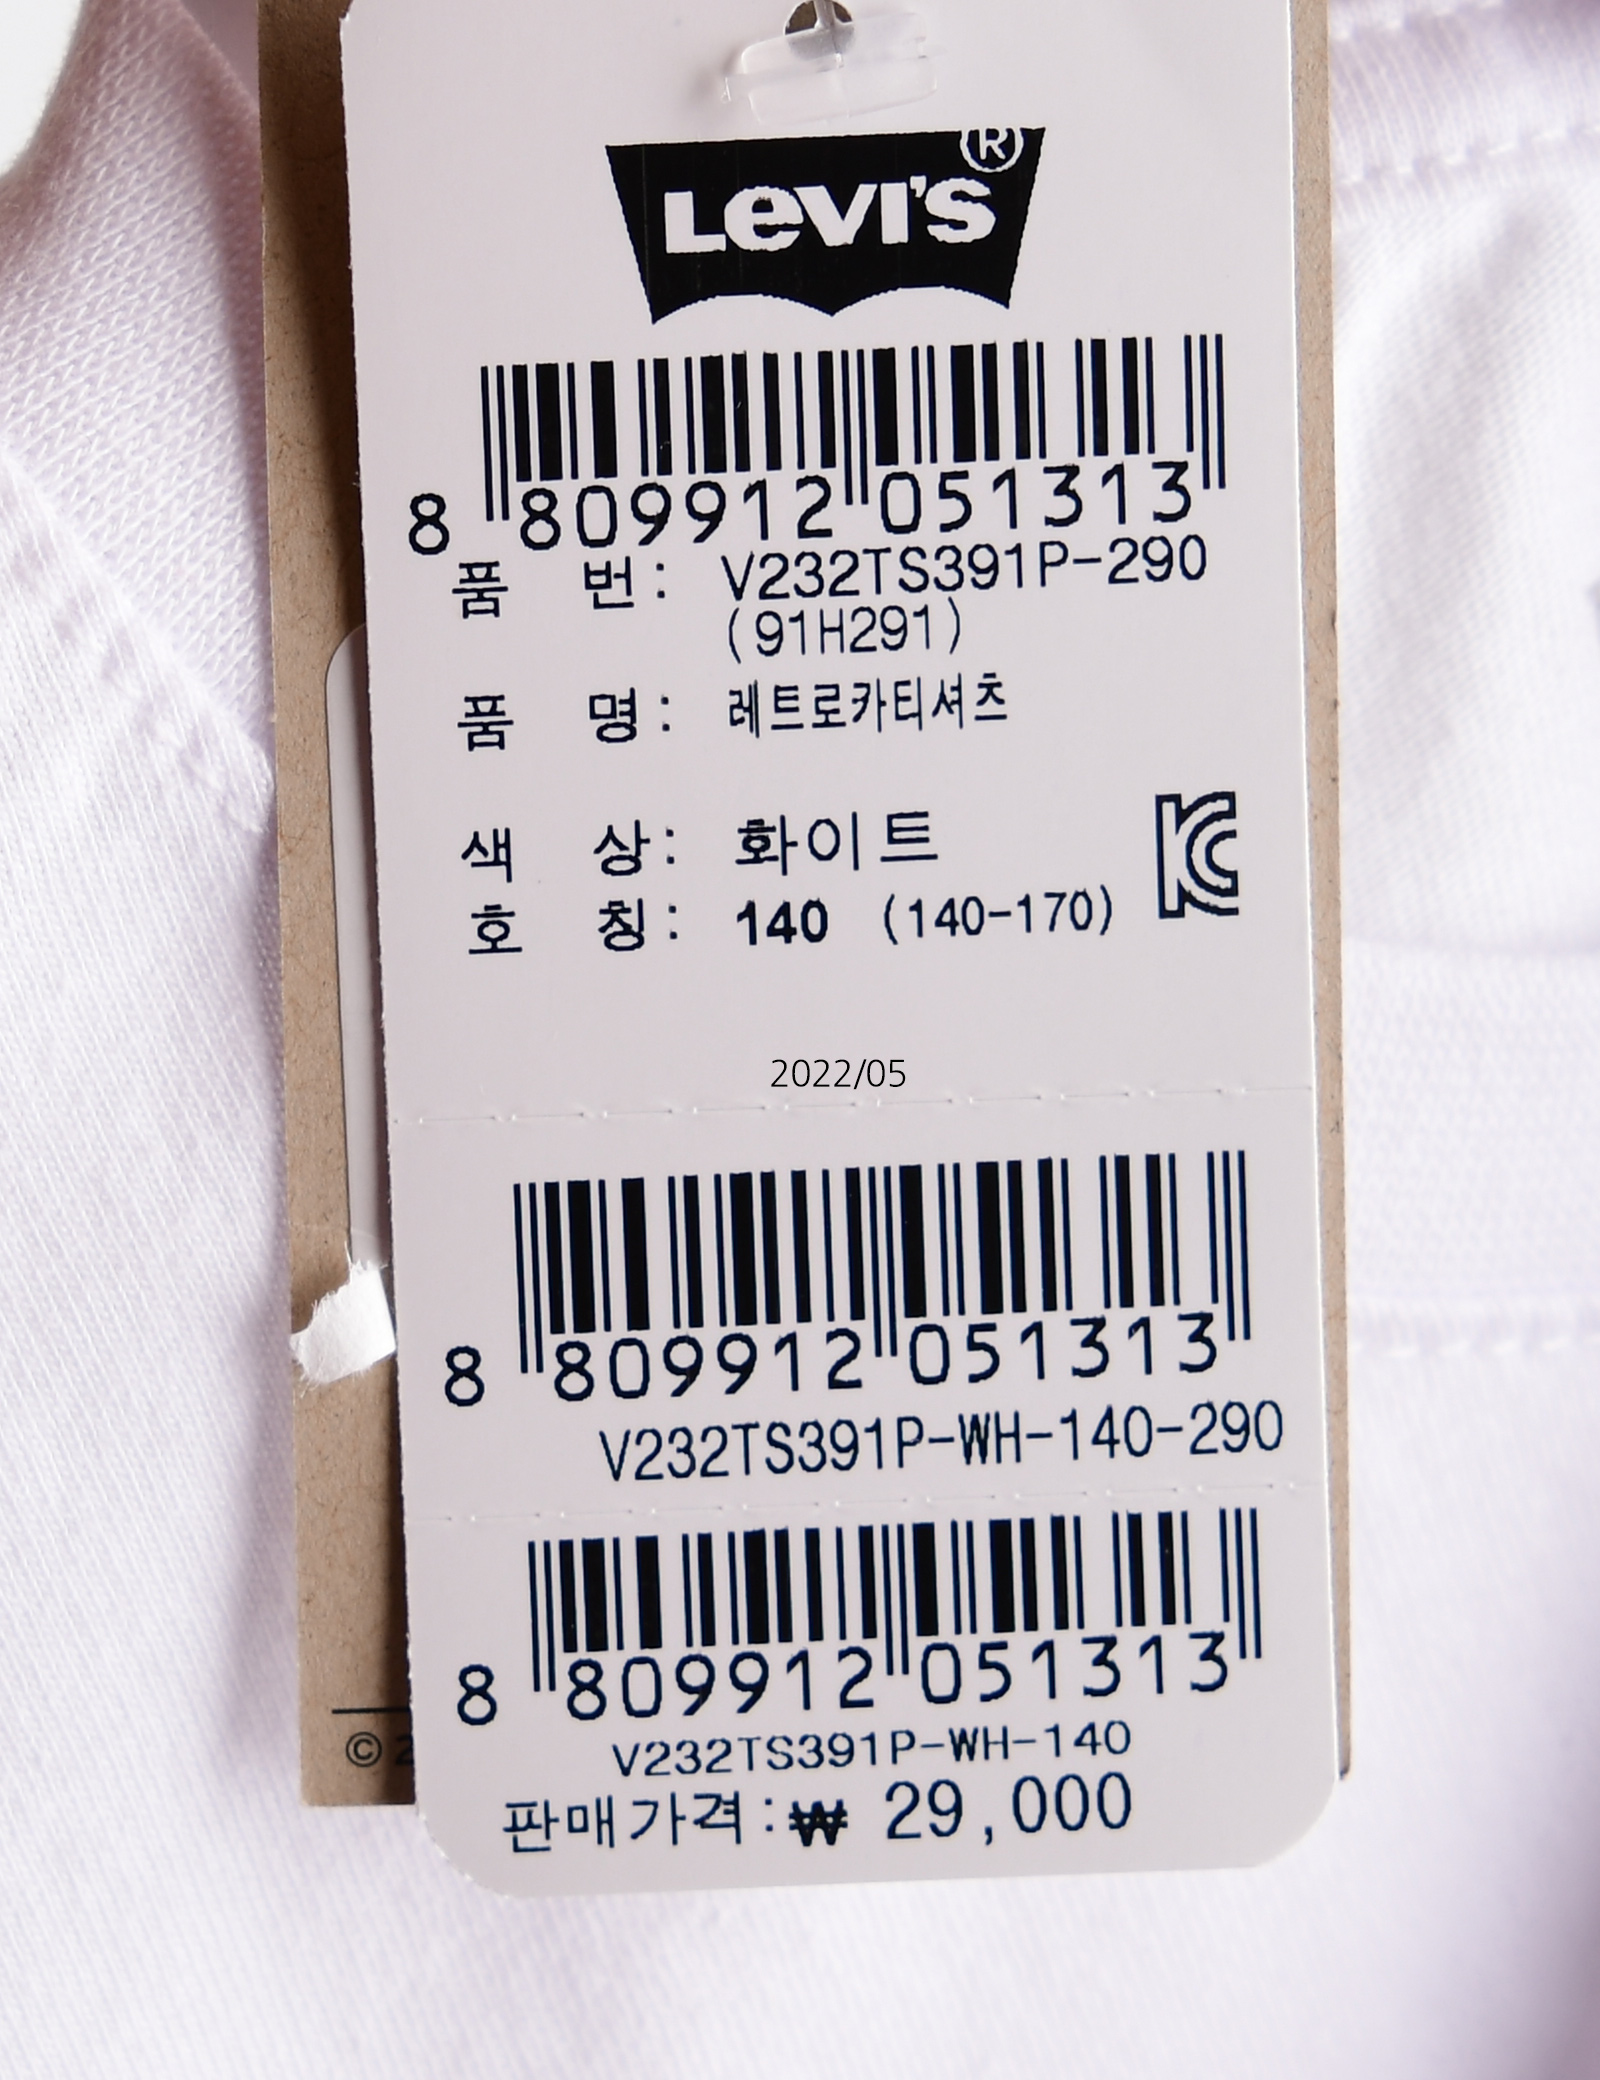 LEVI'S®
8 809912 051313
품 번: V232TS391P-290
(91H291)
품 명: 레트로카티셔츠
색 상: 화이트
호 칭: 140 (140-170)
2022/05
8 809912 051313
V232TS391P-WH-140-290
8 809912 051313
V232TS391P-WH-140
판매가격:₩ 29,000
©